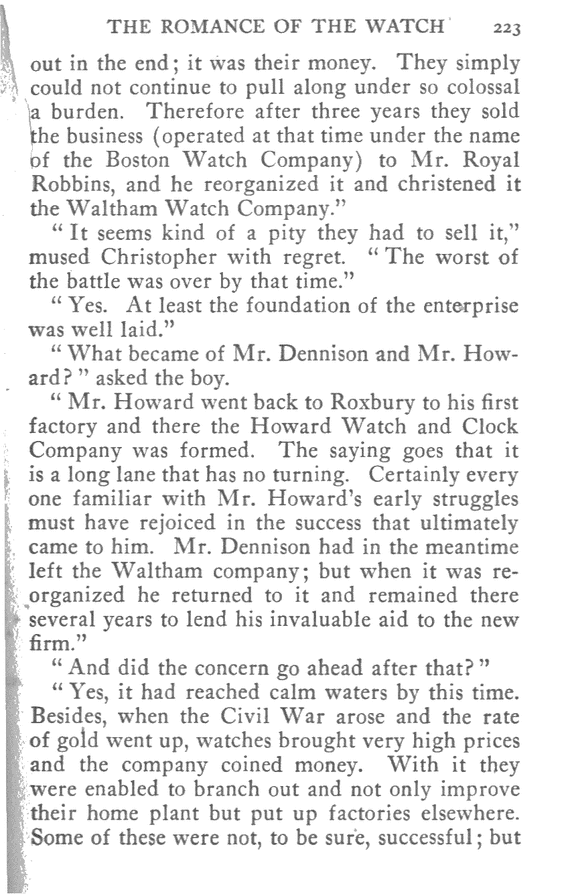 THE ROMANCE OF THE WATCH 223
out in the end; it was their money. They simply
could not continue to pull along under so colossal
a burden. Therefore after three years they sold
the business (operated at that time under the name
of the Boston Watch Company) to Mr. Royal
Robbins, and he reorganized it and christened it
the Waltham Watch Company."
"It seems kind of a pity they had to sell it,"
mused Christopher with regret. "The worst of
the battle was over by that time."
"Yes. At least the foundation of the enterprise
was well laid."
"What became of Mr. Dennison and Mr. How-
ard?" asked the boy.
"Mr. Howard went back to Roxbury to his first
factory and there the Howard Watch and Clock
Company was formed. The saying goes that it
is a long lane that has no turning. Certainly every
one familiar with Mr. Howard's early struggles
must have rejoiced in the success that ultimately
came to him. Mr. Dennison had in the meantime
left the Waltham company; but when it was re-
organized he returned to it and remained there
several years to lend his invaluable aid to the new
firm."
"And did the concern go ahead after that?"
"Yes, it had reached calm waters by this time.
Besides, when the Civil War arose and the rate
of gold went up, watches brought very high prices
and the company coined money. With it they
were enabled to branch out and not only improve
their home plant but put up factories elsewhere.
Some of these were not, to be sure, successful; but